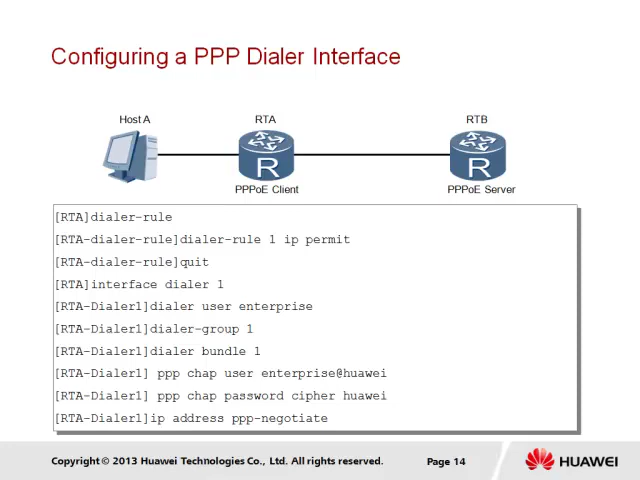 Configuring a PPP Dialer Interface
Host A
RTA
RTB
R
R
PPPoE Client
PPPoE Server
[RTA]dialer-rule
[RTA-dialer-rule]dialer-rule 1 ip permit
[RTA-dialer-rule]quit
[RTA]interface dialer 1
[RTA-Dialer1]dialer user enterprise
[RTA-Dialer1]dialer-group 1
[RTA-Dialer1]dialer bundle 1
[RTA-Dialer1] ppp chap user enterprise@huawei
[RTA-Dialer1] ppp chap password cipher huawei
[RTA-Dialer1]ip address ppp-negotiate
Copyright © 2013 Huawei Technologies Co., Ltd. All rights reserved.
Page 14
HUAWEI